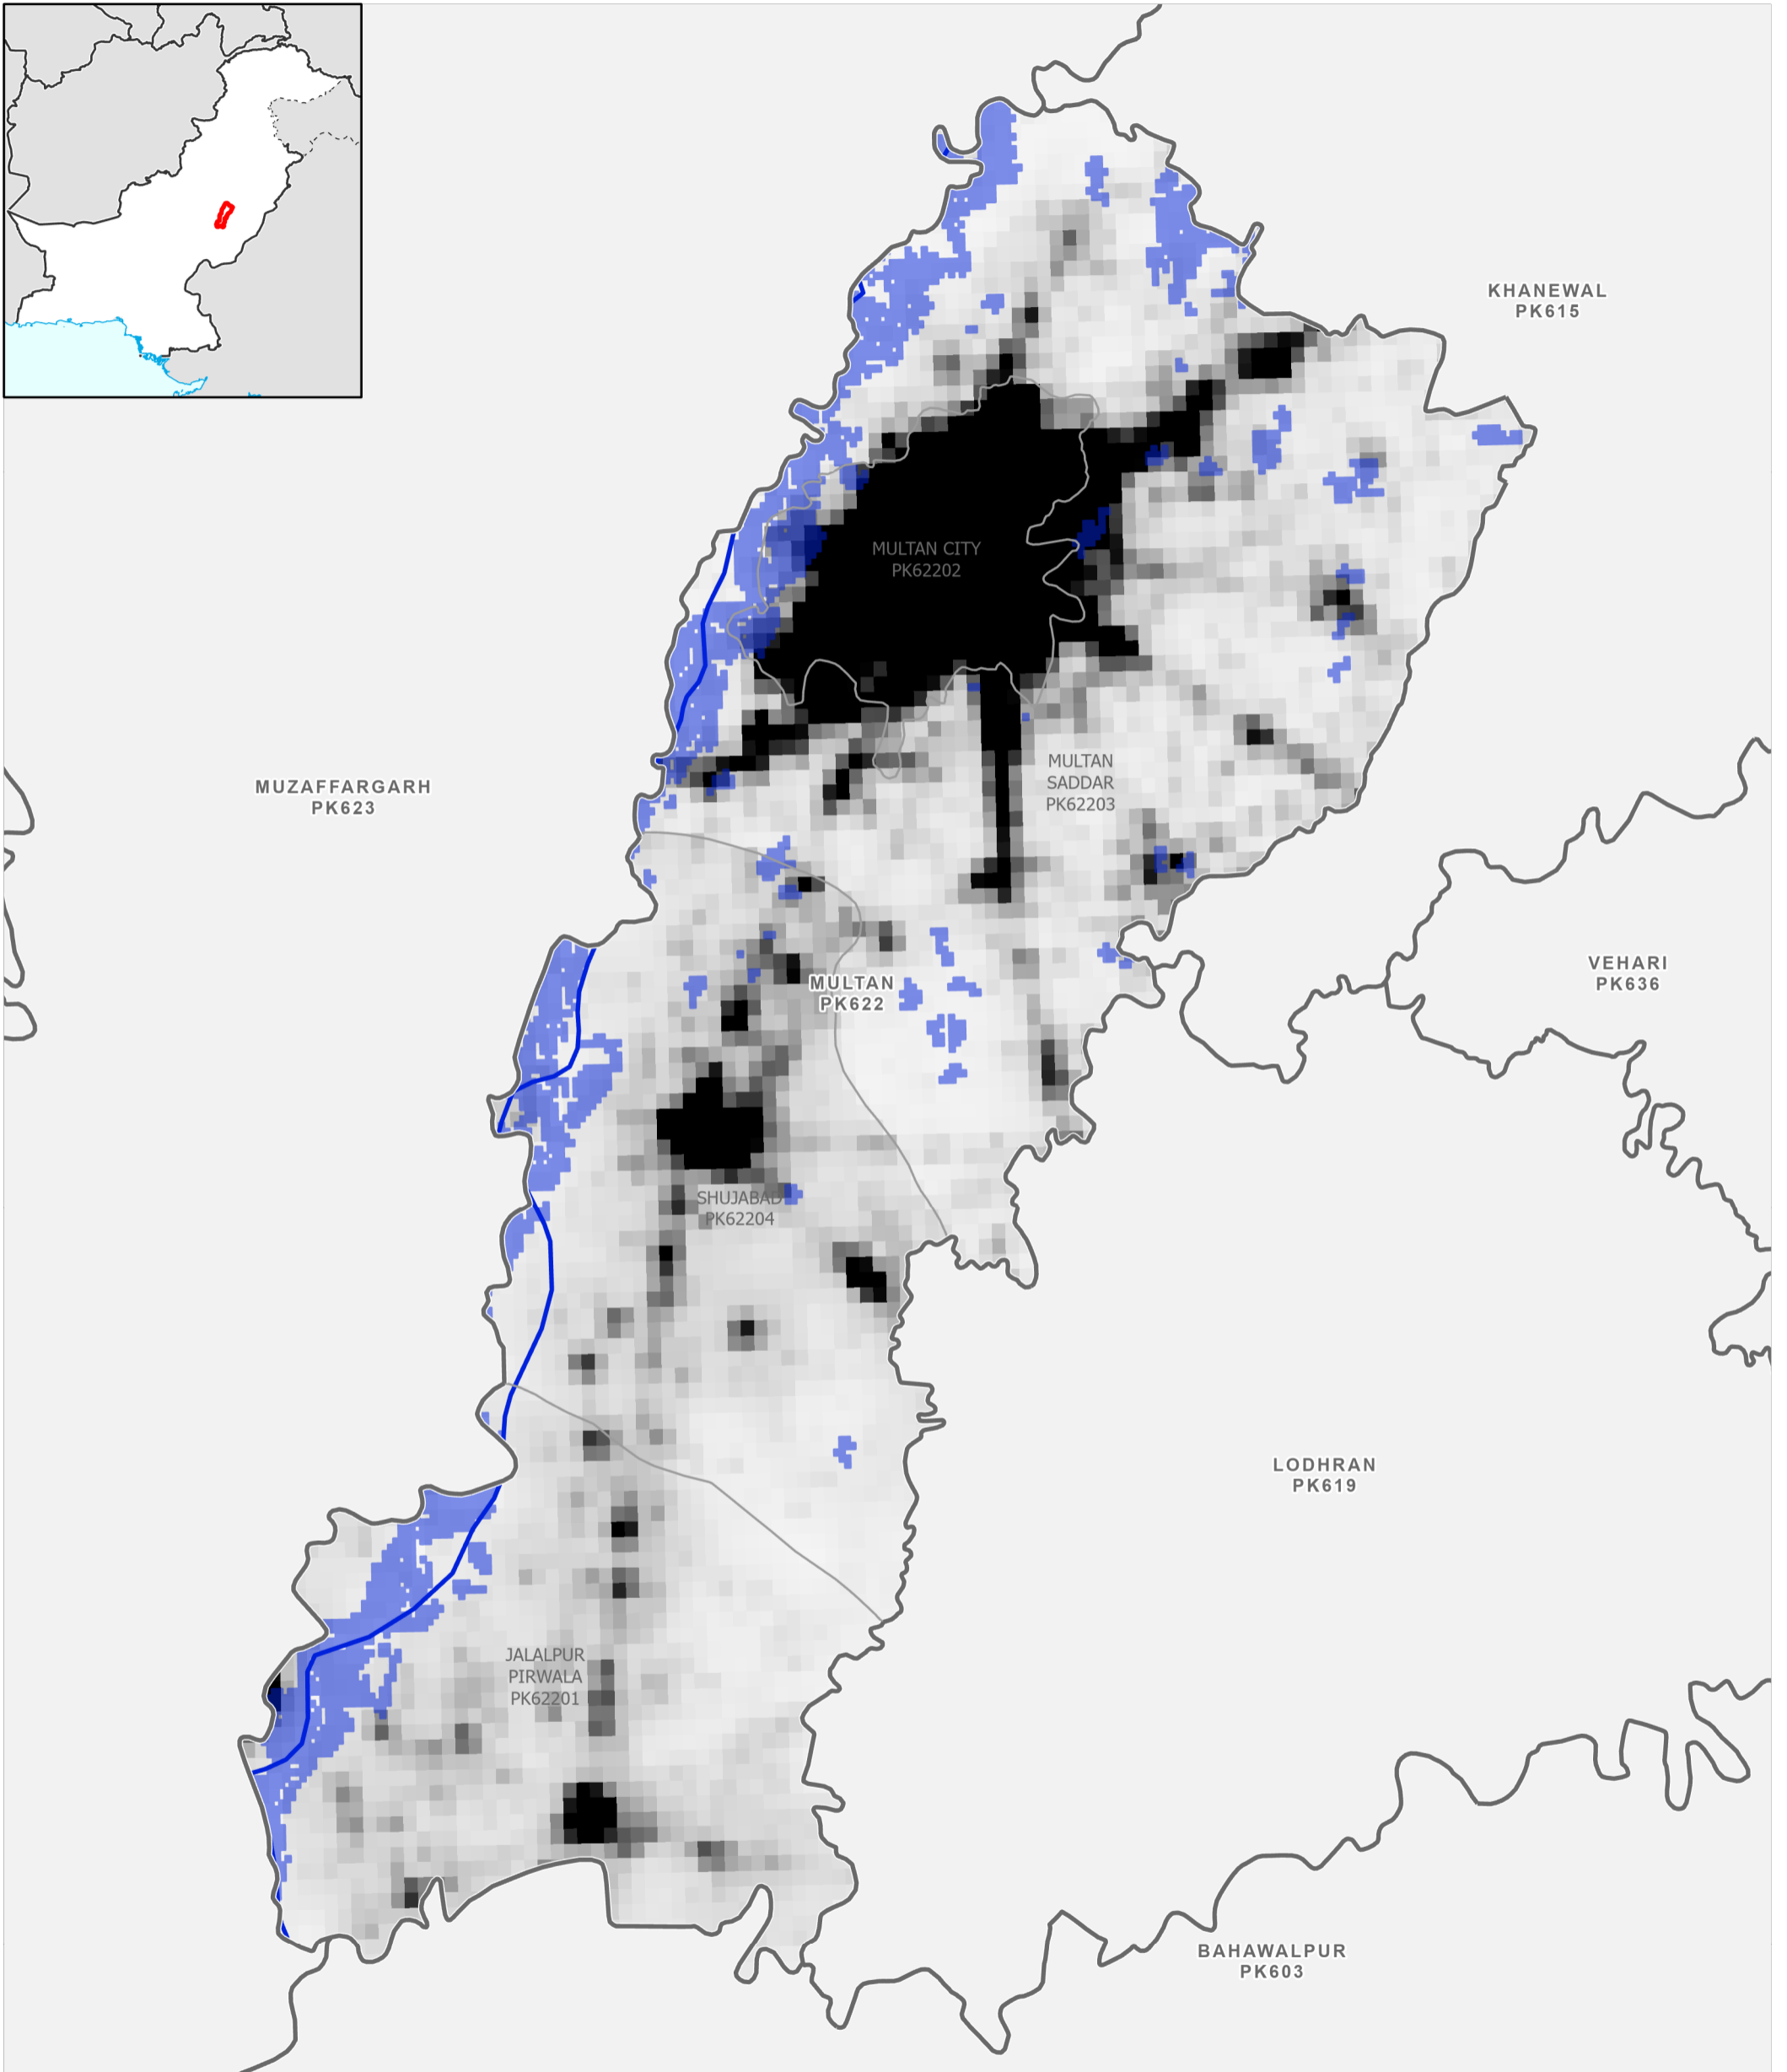 KHANEWAL
PK615
MULTAN CITY
PK62202
MULTAN
SADDAR
PK62203
MUZAFFARGARH
PK623
VEHARI
PK636
MULTAN
PK622
SHUJABAD
PK62204
LODHRAN
PK619
JALALPUR
PIRWALA
PK62201
BAHAWALPUR
PK603